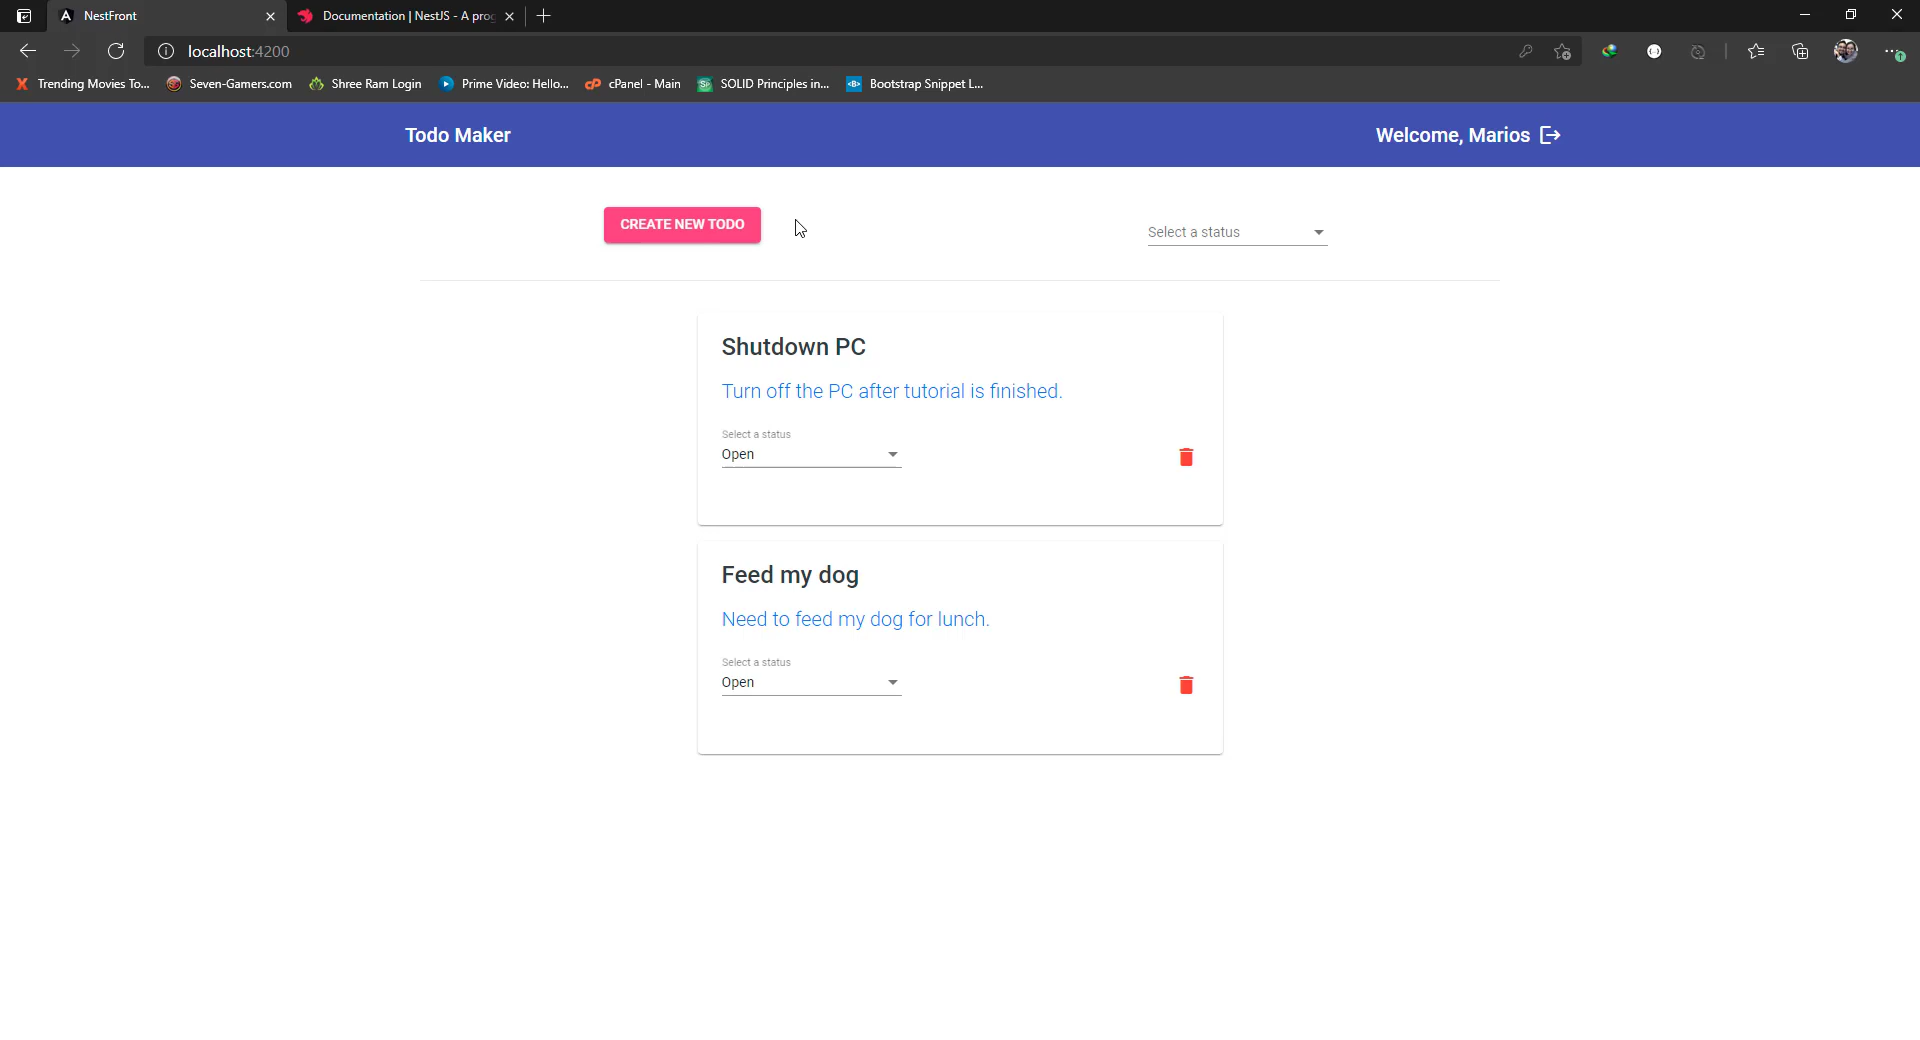 NestFront
Documentation | NestJS - A prog
localhost:4200
Trending Movies To...
Seven-Gamers.com
Shree Ram Login
Prime Video: Hello...
cPanel - Main
SOLID Principles in...
Bootstrap Snippet L...
Todo Maker
Welcome, Marios
CREATE NEW TODO
Select a status
Shutdown PC
Turn off the PC after tutorial is finished.
Select a status
Open
Feed my dog
Need to feed my dog for lunch.
Select a status
Open